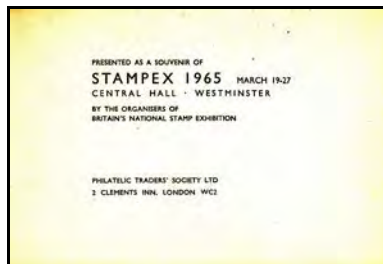 PRESENTED AS A SOUVENIR OF
STAMPEX 1965 MARCH 19-27
CENTRAL HALL · WESTMINSTER
BY THE ORGANISERS OF
BRITAIN'S NATIONAL STAMP EXHIBITION
PHILATELIC TRADERS' SOCIETY LTD
2 CLEMENTS INN, LONDON WC2